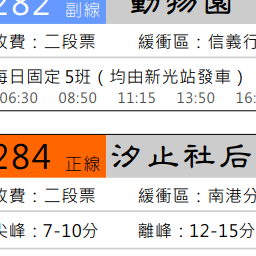 282 副線 動物園
收費：二段票 緩衝區：信義行
每日固定 5班（均由新光站發車）
06:30 08:50 11:15 13:50 16:
284 正線 汐止社后
收費：二段票 緩衝區：南港分
尖峰：7-10分 離峰：12-15分